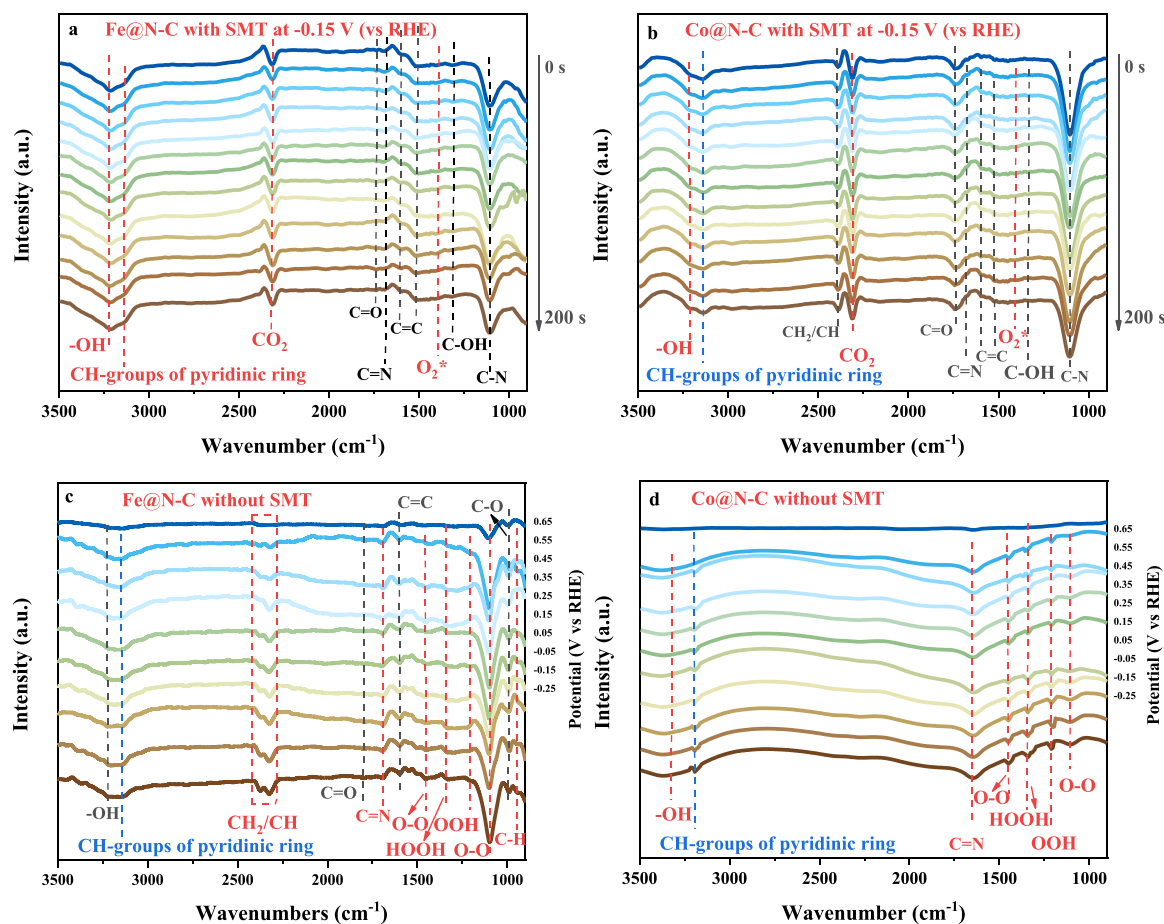 a
Fe@N-C with SMT at -0.15 V (vs RHE)
0 s
200 s
Intensity (a.u.)
-OH
CH-groups of pyridinic ring
CO2
C=O
C=N
C=C
O2*
C-OH
C-N
3500 3000 2500 2000 1500 1000
Wavenumber (cm-1)
b
Co@N-C with SMT at -0.15 V (vs RHE)
0 s
200 s
Intensity (a.u.)
-OH
CH-groups of pyridinic ring
CH2/CH
CO2
C=O
C=N
C=C
O2*
C-OH
C-N
3500 3000 2500 2000 1500 1000
Wavenumber (cm-1)
c
Fe@N-C without SMT
C=C
C-O
0.65
0.55
0.45
0.35
0.15
0.05
-0.05
-0.15
-0.25
Potential (V vs RHE)
Intensity (a.u.)
-OH
CH-groups of pyridinic ring
CH2/CH
C=O
C=N
O-O
HOOH
OOH
O-O
C-H
3500 3000 2500 2000 1500 1000
Wavenumbers (cm-1)
d
Co@N-C without SMT
0.65
0.55
0.45
0.35
0.15
0.05
-0.05
-0.15
-0.25
Potential (V vs RHE)
Intensity (a.u.)
-OH
CH-groups of pyridinic ring
C=N
O-O
HOOH
OOH
O-O
3500 3000 2500 2000 1500 1000
Wavenumber (cm-1)